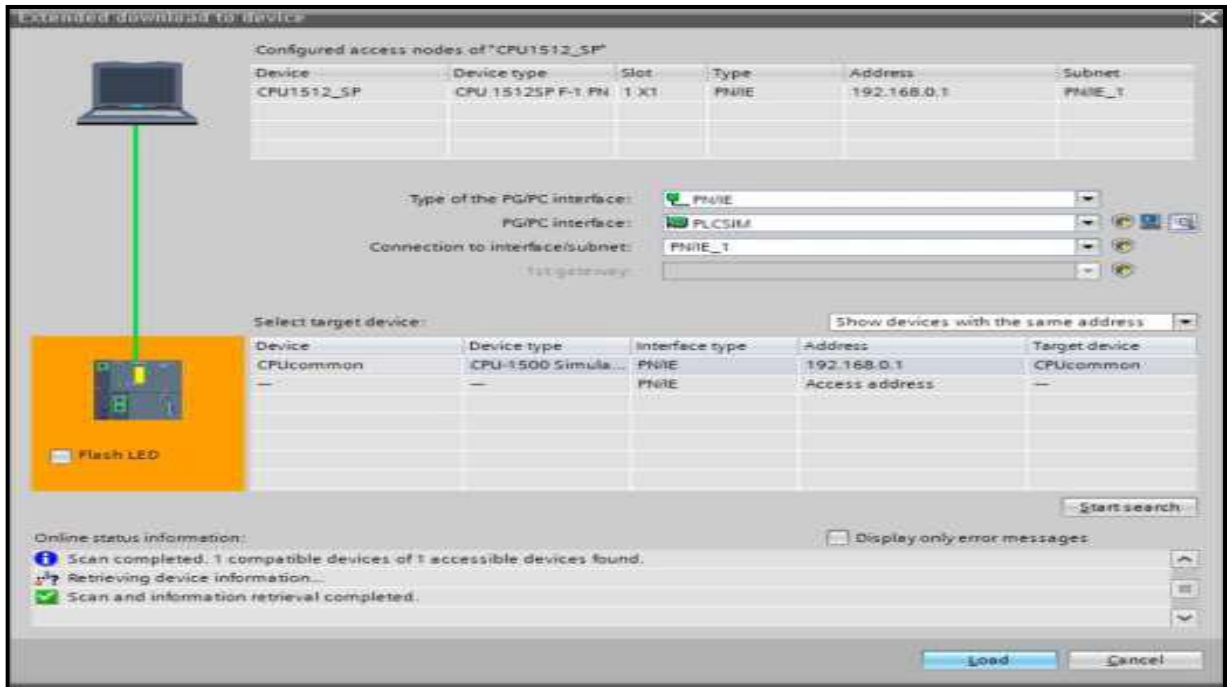 Extended download to device
Configured access nodes of "CPU1512_SP"
Device Device type Slot Type Address Subnet
CPU1512_SP CPU 1512SP F-1 PN 1 X1 PN/IE 192.168.0.1 PN/IE_1
Type of the PG/PC interface: PN/IE
PG/PC interface: PLCSIM
Connection to interface/subnet: PN/IE_1
1st gateway:
Select target device: Show devices with the same address
Device Device type Interface type Address Target device
CPUcommon CPU-1500 Simula... PN/IE 192.168.0.1 CPUcommon
— — PN/IE Access address —
Flash LED
Start search
Online status information: Display only error messages
Scan completed. 1 compatible devices of 1 accessible devices found.
Retrieving device information...
Scan and information retrieval completed.
Load Cancel